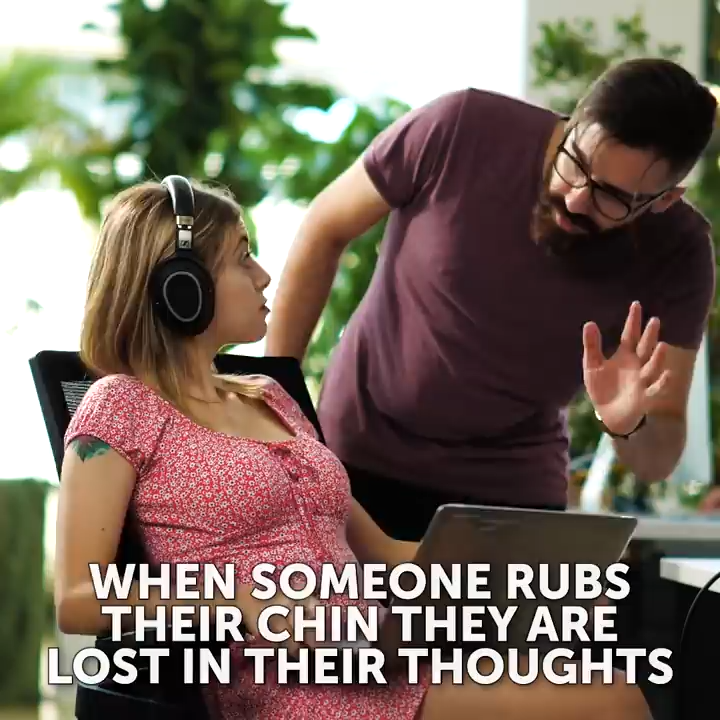 WHEN SOMEONE RUBS
THEIR CHIN THEY ARE
LOST IN THEIR THOUGHTS